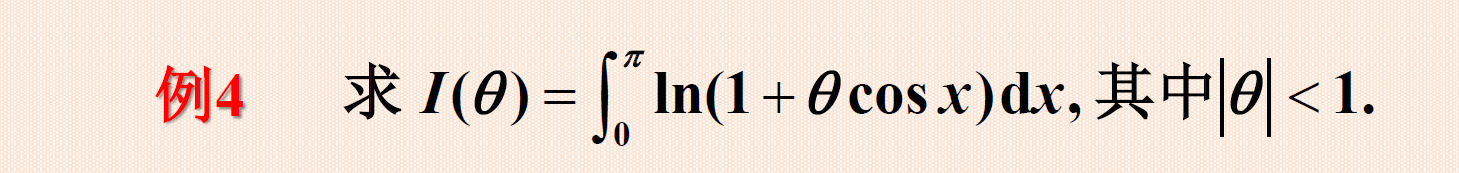 例4 求 I(θ) = ∫₀^π ln(1 + θ cos x)dx, 其中|θ| < 1.